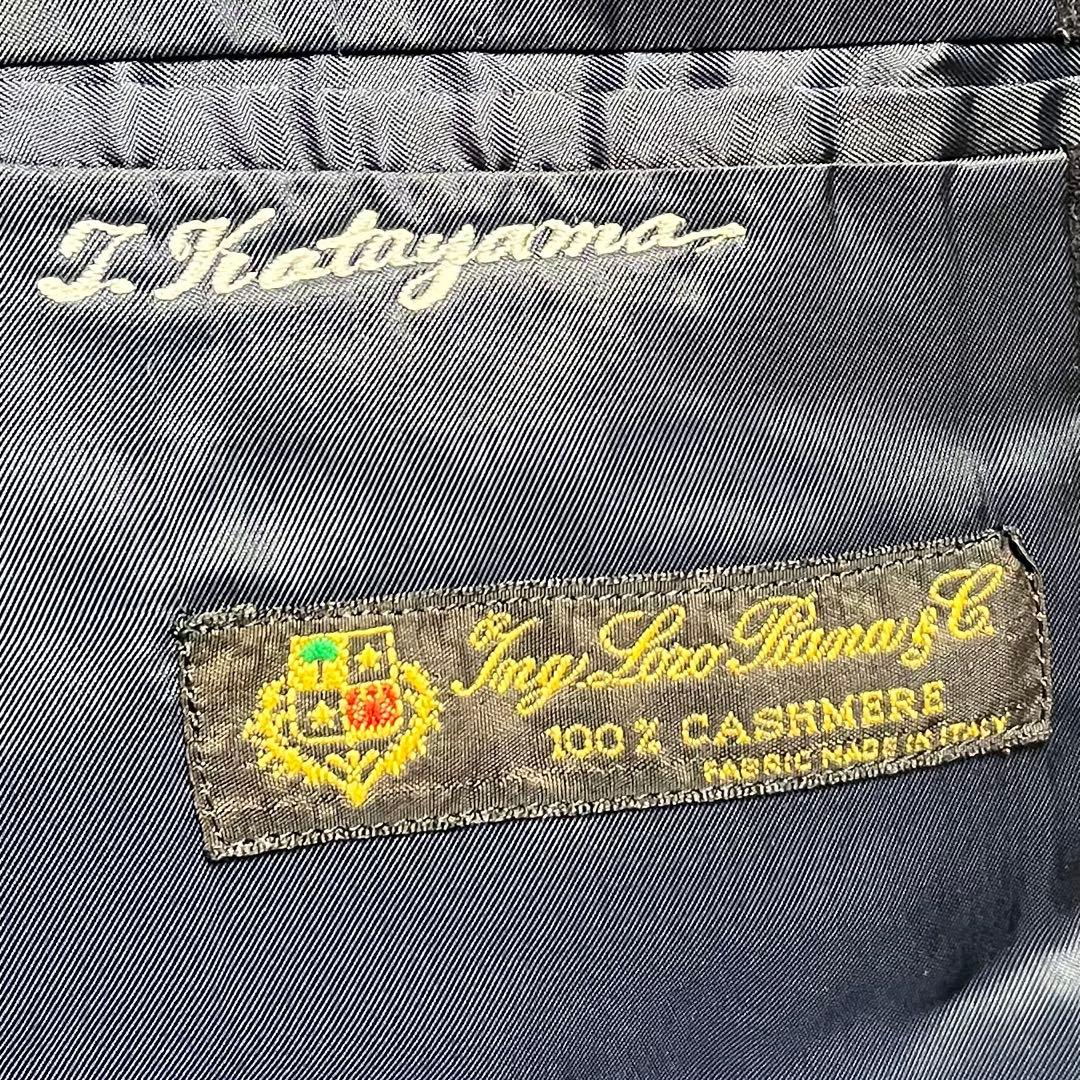 T. Katayama
® Ing. Loro Piana & C.
100% CASHMERE
FABRIC MADE IN ITALY